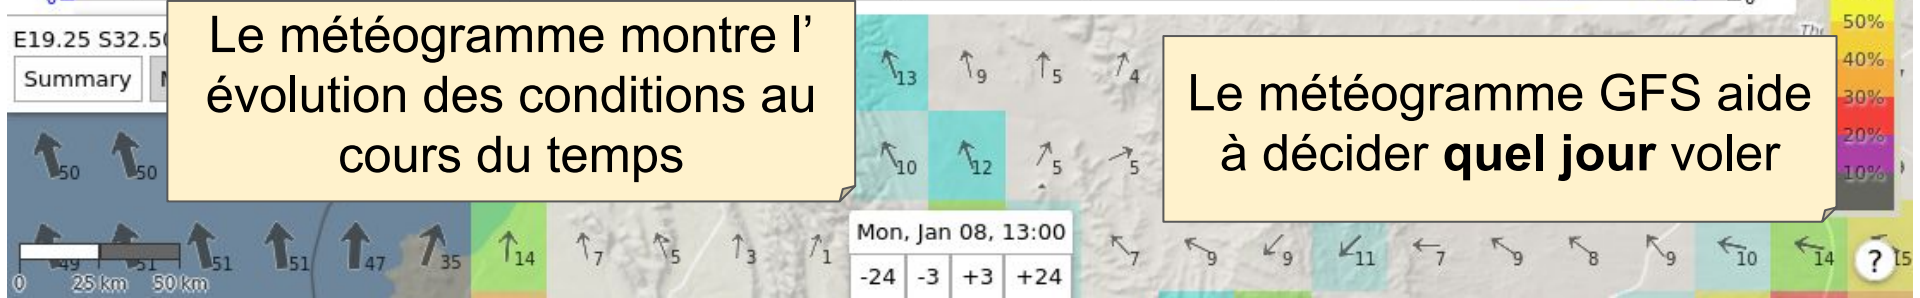 50%
E19.25 S32.50
Le météogramme montre l’
évolution des conditions au
cours du temps
40%
Summary
13 9 5 4
Le météogramme GFS aide
à décider quel jour voler
30%
20%
50 50
10 12 5 5
10%
Mon, Jan 08, 13:00
49 51 51 51 47 35 14 7 5 3 1
7 9 9 11 7 9 8 9 10 14 15
-24 -3 +3 +24
?
0 25 km 50 km